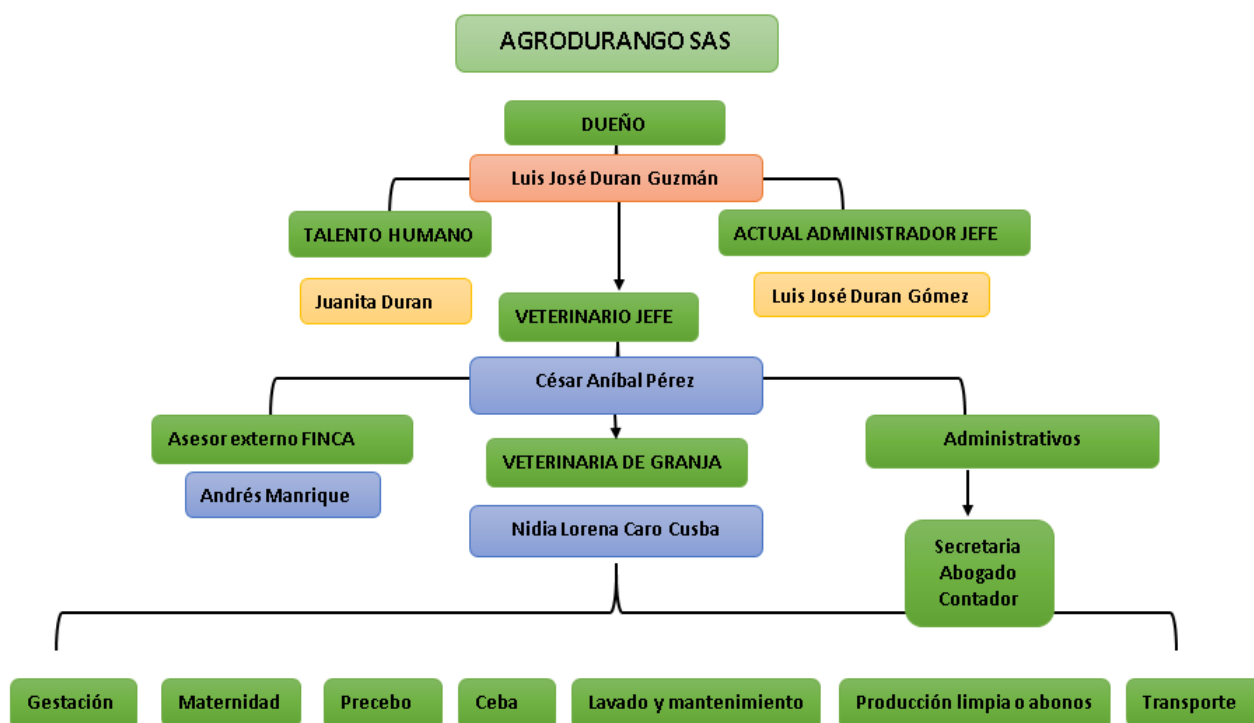 AGRODURANGO SAS
DUEÑO
Luis José Duran Guzmán
TALENTO HUMANO
ACTUAL ADMINISTRADOR JEFE
Juanita Duran
Luis José Duran Gómez
VETERINARIO JEFE
César Aníbal Pérez
Asesor externo FINCA
Administrativos
VETERINARIA DE GRANJA
Andrés Manrique
Nidia Lorena Caro Cusba
Secretaria
Abogado
Contador
Gestación
Maternidad
Precebo
Ceba
Lavado y mantenimiento
Producción limpia o abonos
Transporte